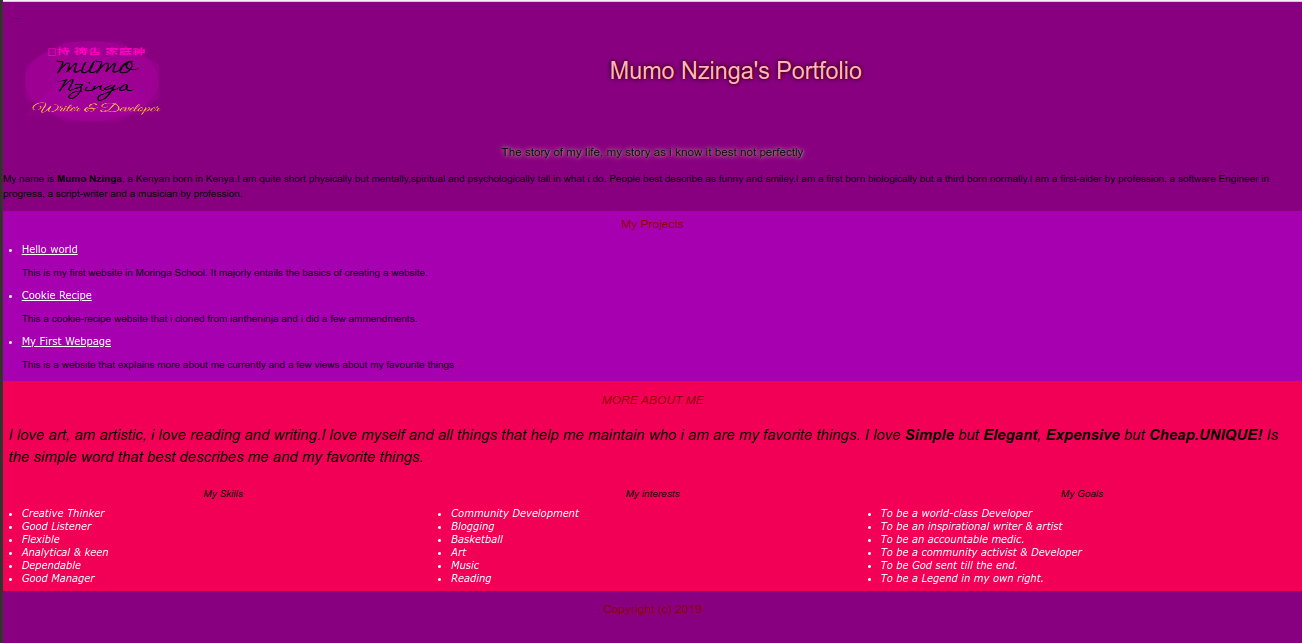 持 禱告 家庭神
mumo
Nzinga
Writer & Developer
Mumo Nzinga's Portfolio
The story of my life, my story as i know it best not perfectly
My name is Mumo Nzinga, a Kenyan born in Kenya.I am quite short physically but mentally,spiritual and psychologically tall in what i do. People best describe as funny and smiley.I am a first born biologically but a third born normally.I am a first-aider by profession, a software Engineer in
progress, a script-writer and a musician by profession.
My Projects
Hello world
This is my first website in Moringa School. It majorly entails the basics of creating a website.
Cookie Recipe
This a cookie-recipe website that i cloned from iantheninja and i did a few ammendments.
My First Webpage
This is a website that explains more about me currently and a few views about my favourite things
MORE ABOUT ME
I love art, am artistic, i love reading and writing.I love myself and all things that help me maintain who i am are my favorite things. I love Simple but Elegant, Expensive but Cheap.UNIQUE! Is
the simple word that best describes me and my favorite things.
My Skills
Creative Thinker
Good Listener
Flexible
Analytical & keen
Dependable
Good Manager
My interests
Community Development
Blogging
Basketball
Art
Music
Reading
My Goals
To be a world-class Developer
To be an inspirational writer & artist
To be an accountable medic.
To be a community activist & Developer
To be God sent till the end.
To be a Legend in my own right.
Copyright (c) 2019